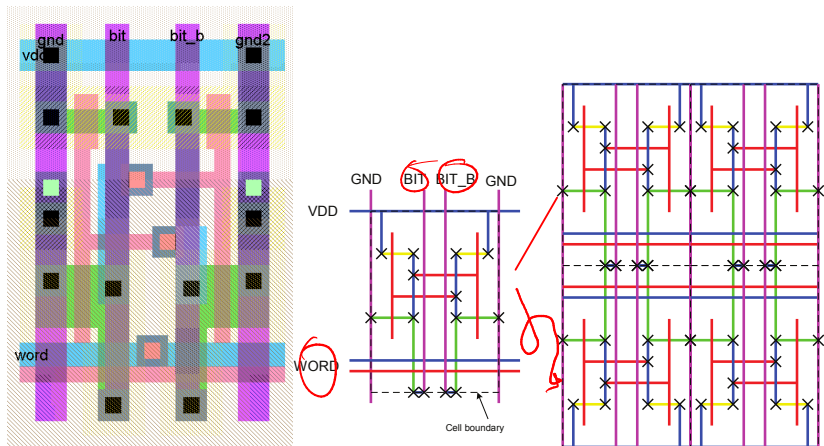 gnd bit bit_b gnd2
vdd
word
GND BIT BIT_B GND
VDD
WORD
Cell boundary